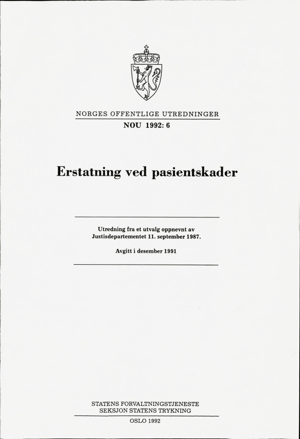 NORGES OFFENTLIGE UTREDNINGER
NOU 1992: 6
Erstatning ved pasientskader
Utredning fra et utvalg oppnevnt av
Justisdepartementet 11. september 1987.
Avgitt i desember 1991
STATENS FORVALTNINGSTJENESTE
SEKSJON STATENS TRYKNING
OSLO 1992